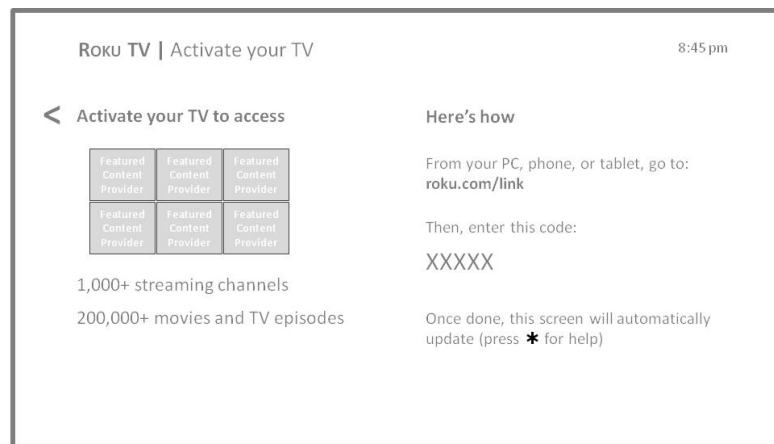 ROKU TV | Activate your TV
8:45 pm
< Activate your TV to access
Featured Content Provider
Featured Content Provider
Featured Content Provider
Featured Content Provider
Featured Content Provider
Featured Content Provider
1,000+ streaming channels
200,000+ movies and TV episodes
Here’s how
From your PC, phone, or tablet, go to:
roku.com/link
Then, enter this code:
XXXXX
Once done, this screen will automatically
update (press * for help)